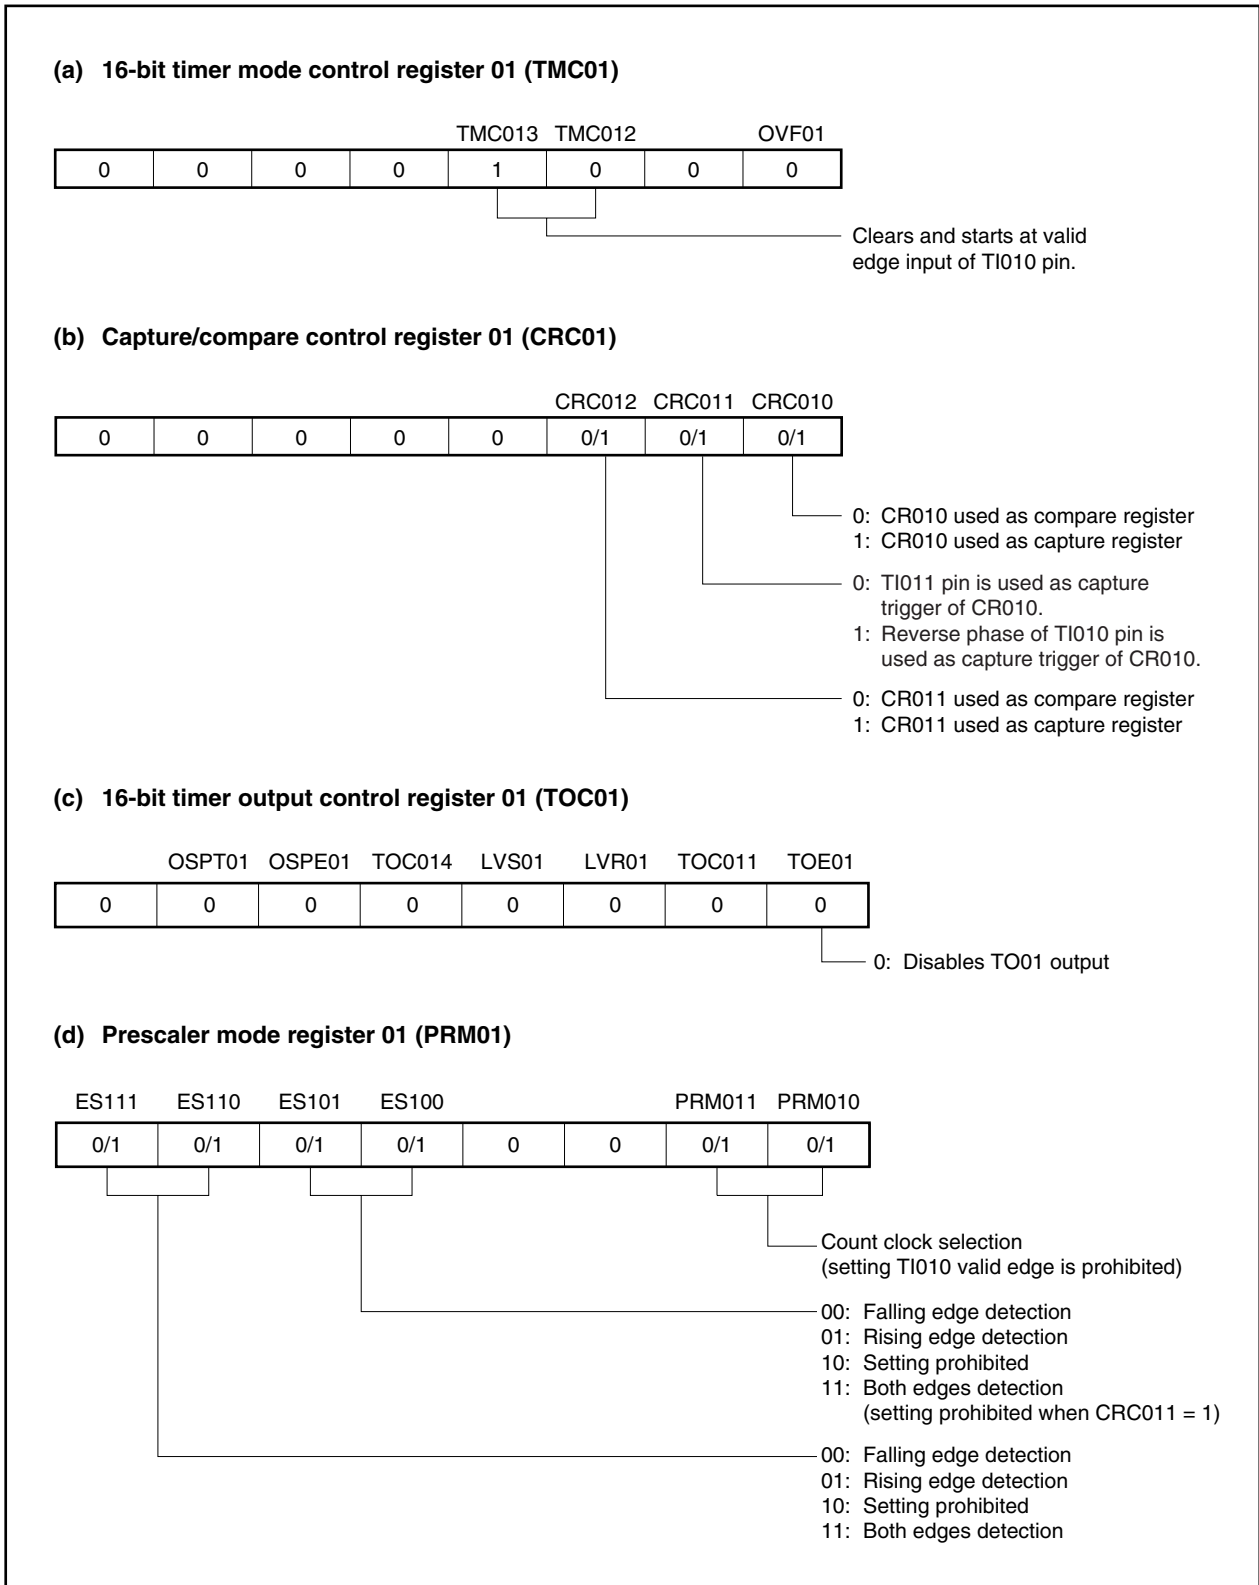 (a) 16-bit timer mode control register 01 (TMC01)
TMC013 TMC012 OVF01
0 0 0 0 1 0 0 0
Clears and starts at valid
edge input of TI010 pin.
(b) Capture/compare control register 01 (CRC01)
CRC012 CRC011 CRC010
0 0 0 0 0 0/1 0/1 0/1
0: CR010 used as compare register
1: CR010 used as capture register
0: TI011 pin is used as capture
trigger of CR010.
1: Reverse phase of TI010 pin is
used as capture trigger of CR010.
0: CR011 used as compare register
1: CR011 used as capture register
(c) 16-bit timer output control register 01 (TOC01)
OSPT01 OSPE01 TOC014 LVS01 LVR01 TOC011 TOE01
0 0 0 0 0 0 0 0
0: Disables TO01 output
(d) Prescaler mode register 01 (PRM01)
ES111 ES110 ES101 ES100 PRM011 PRM010
0/1 0/1 0/1 0/1 0 0 0/1 0/1
Count clock selection
(setting TI010 valid edge is prohibited)
00: Falling edge detection
01: Rising edge detection
10: Setting prohibited
11: Both edges detection
(setting prohibited when CRC011 = 1)
00: Falling edge detection
01: Rising edge detection
10: Setting prohibited
11: Both edges detection